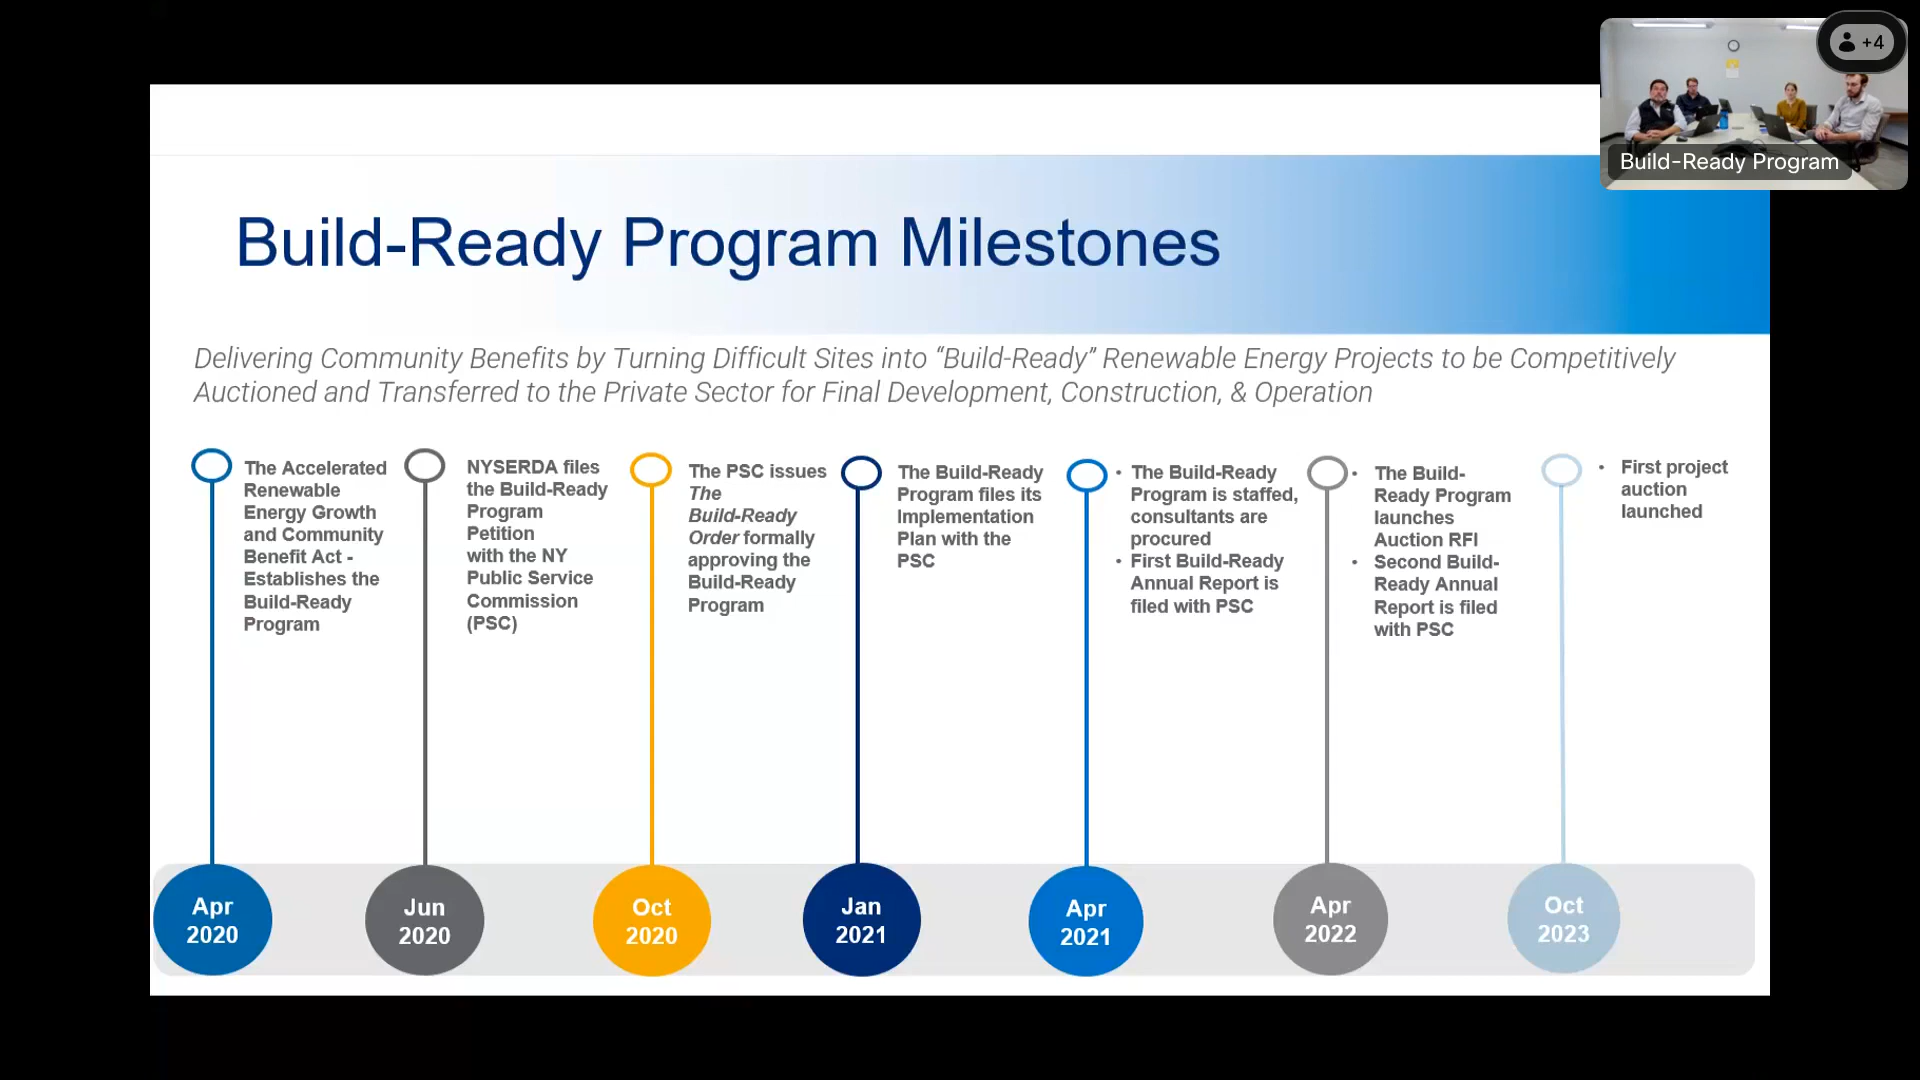 +4
Build-Ready Program
Build-Ready Program Milestones
Delivering Community Benefits by Turning Difficult Sites into “Build-Ready” Renewable Energy Projects to be Competitively
Auctioned and Transferred to the Private Sector for Final Development, Construction, & Operation
The Accelerated
Renewable
Energy Growth
and Community
Benefit Act -
Establishes the
Build-Ready
Program
NYSERDA files
the Build-Ready
Program
Petition
with the NY
Public Service
Commission
(PSC)
The PSC issues
The
Build-Ready
Order formally
approving the
Build-Ready
Program
The Build-Ready
Program files its
Implementation
Plan with the
PSC
• The Build-Ready
Program is staffed,
consultants are
procured
• First Build-Ready
Annual Report is
filed with PSC
• The Build-
Ready Program
launches
Auction RFI
• Second Build-
Ready Annual
Report is filed
with PSC
• First project
auction
launched
Apr
2020
Jun
2020
Oct
2020
Jan
2021
Apr
2021
Apr
2022
Oct
2023